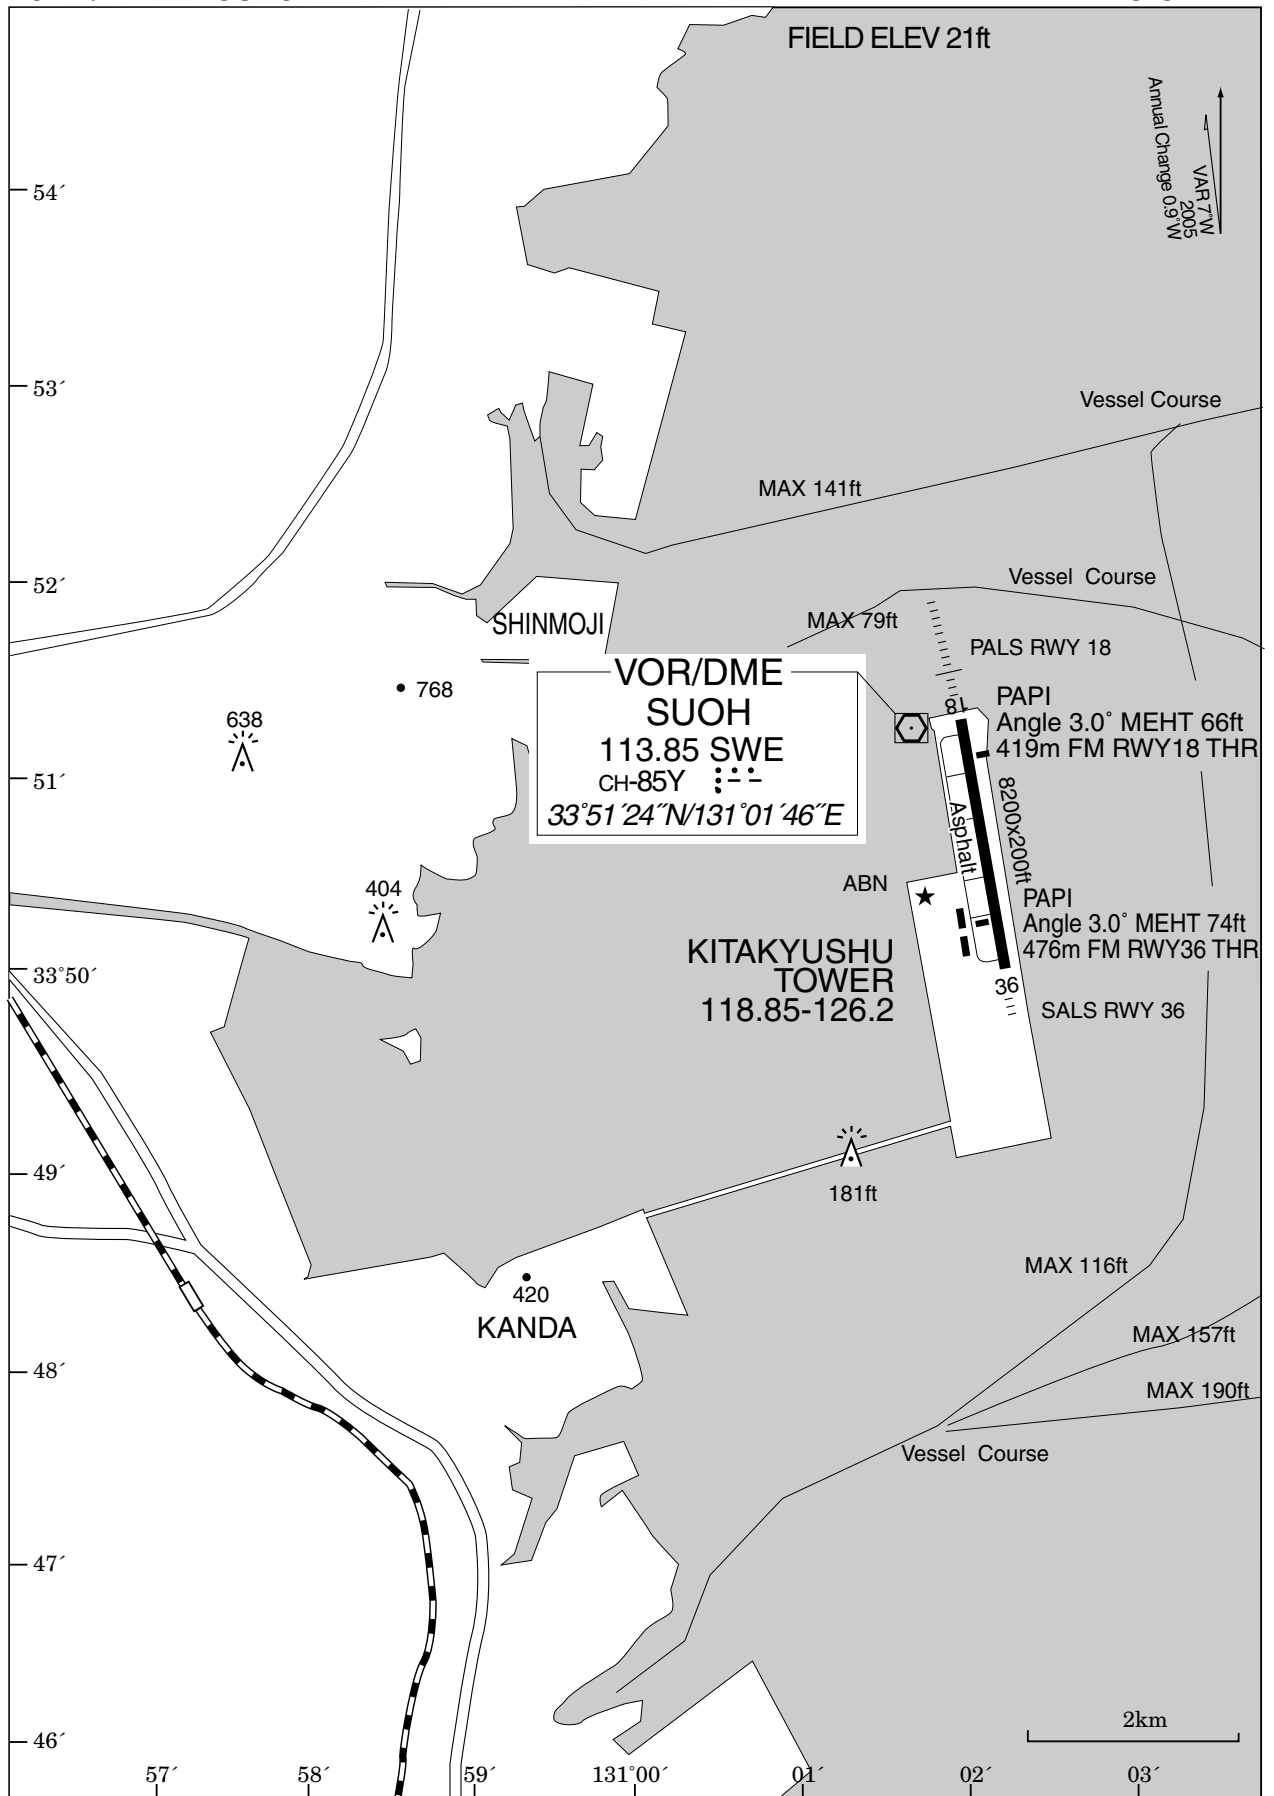 FIELD ELEV 21ft
Annual Change 0.9°W
2005
VAR 7°W
54´
53´
Vessel Course
MAX 141ft
52´
Vessel Course
MAX 79ft
SHINMOJI
PALS RWY 18
768
638
VOR/DME
SUOH
113.85 SWE
CH-85Y
33°51´24˝N/131°01´46˝E
18
PAPI
Angle 3.0° MEHT 66ft
419m FM RWY18 THR
51´
8200x200ft
Asphalt
ABN
404
PAPI
Angle 3.0° MEHT 74ft
476m FM RWY36 THR
KITAKYUSHU
TOWER
118.85-126.2
33°50´
36
SALS RWY 36
49´
181ft
MAX 116ft
420
KANDA
MAX 157ft
48´
MAX 190ft
Vessel Course
47´
46´
2km
57´
58´
59´
131°00´
01´
02´
03´